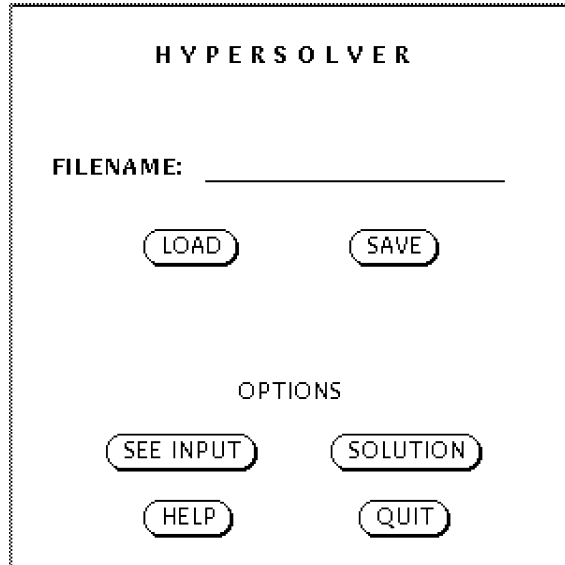 HYPERSOLVER
FILENAME:
LOAD SAVE
OPTIONS
SEE INPUT SOLUTION
HELP QUIT